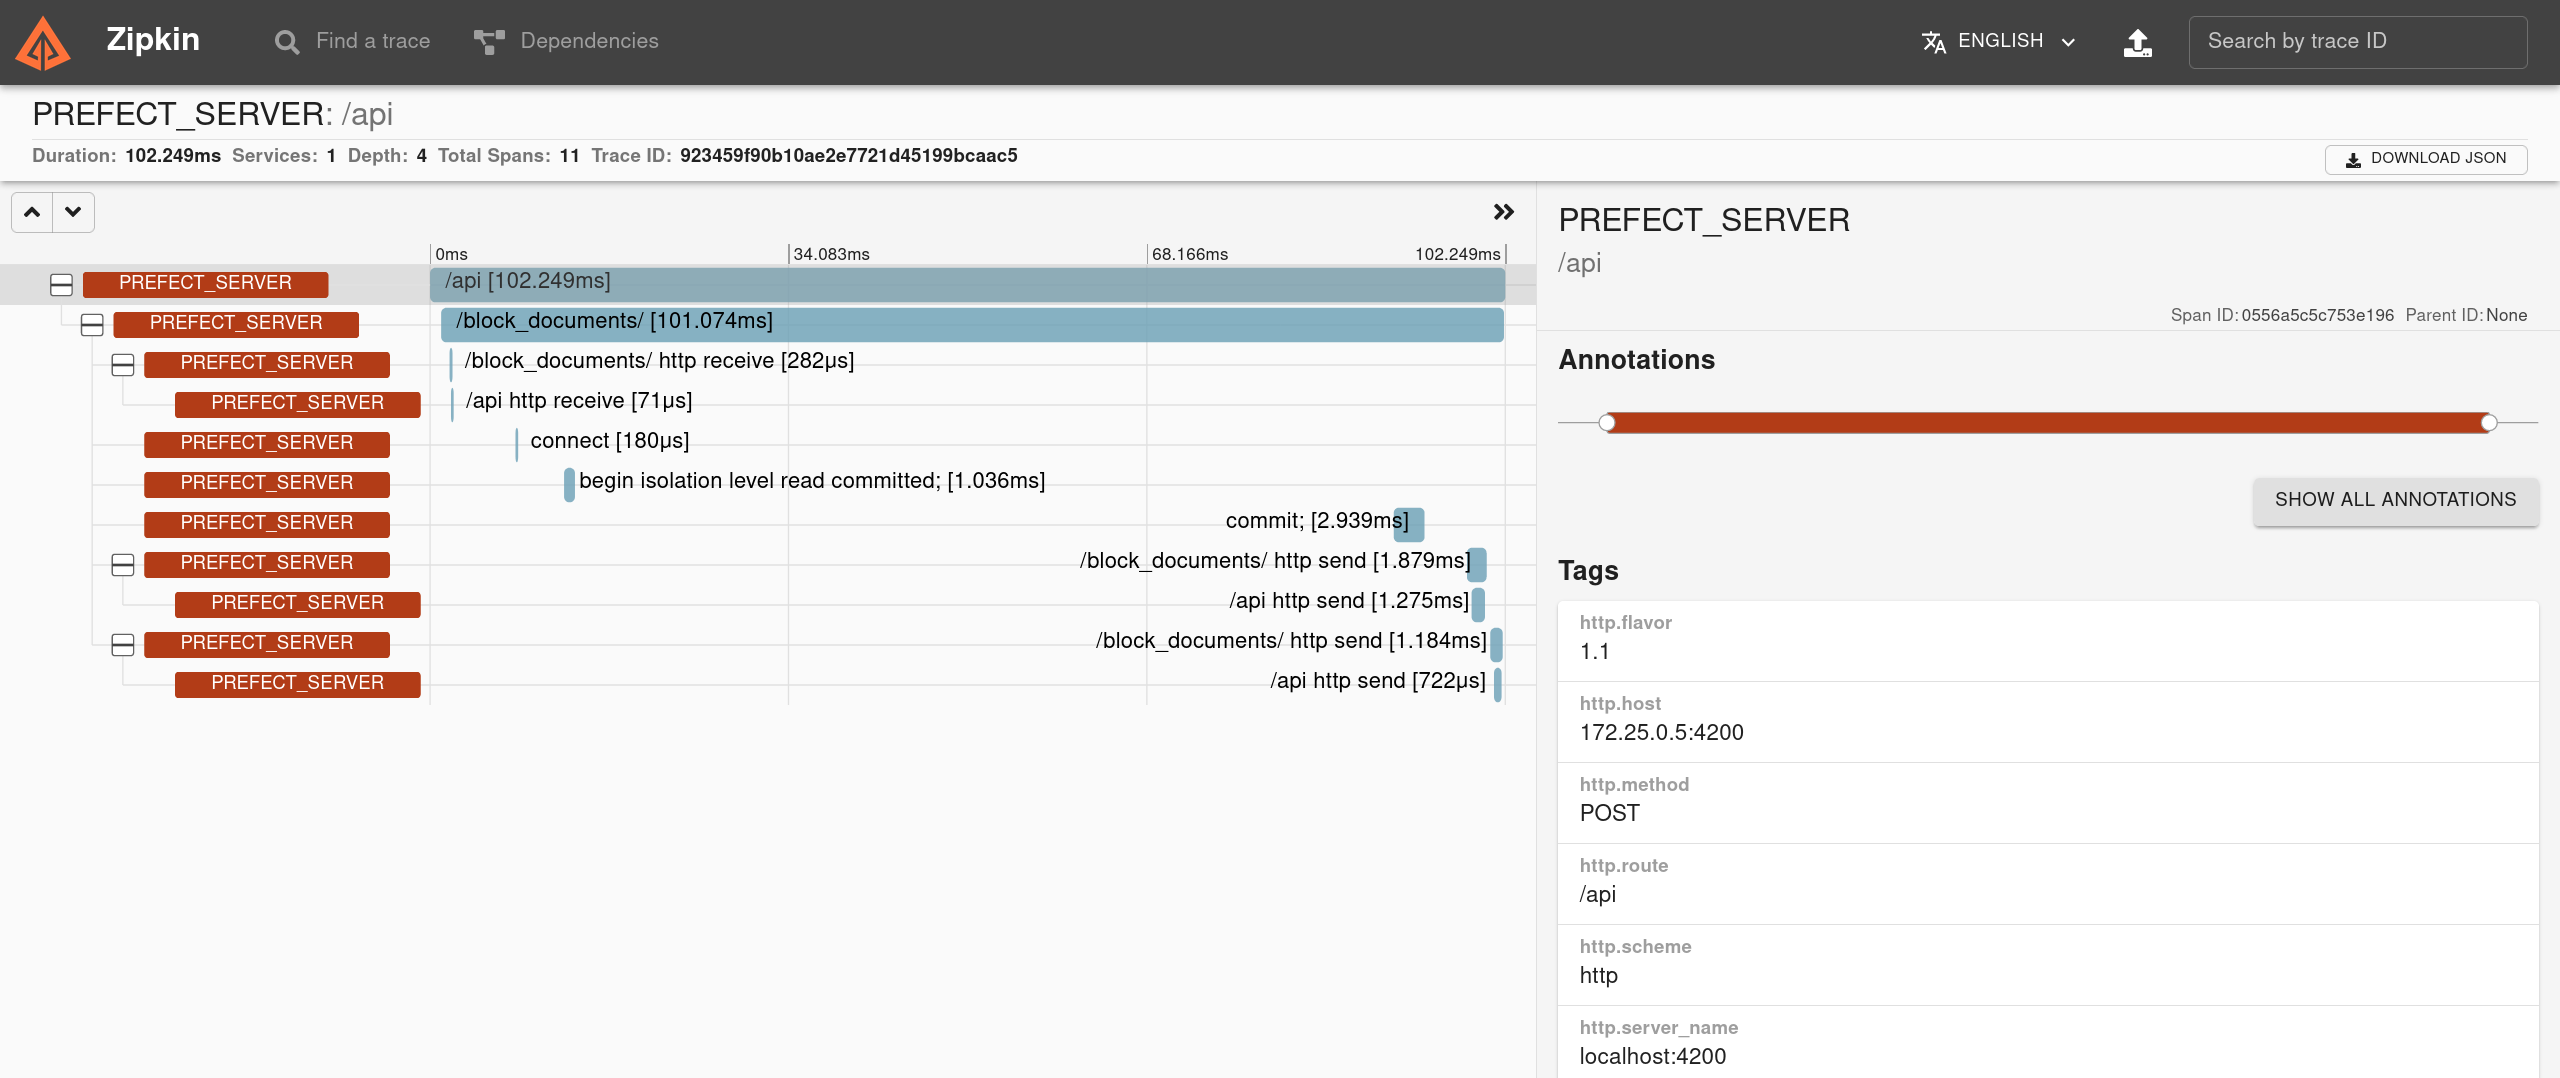 Zipkin Find a trace Dependencies ENGLISH Search by trace ID
PREFECT_SERVER: /api
Duration: 102.249ms Services: 1 Depth: 4 Total Spans: 11 Trace ID: 923459f90b10ae2e7721d45199bcaac5
DOWNLOAD JSON
0ms 34.083ms 68.166ms 102.249ms
PREFECT_SERVER /api [102.249ms]
PREFECT_SERVER /block_documents/ [101.074ms]
PREFECT_SERVER /block_documents/ http receive [282µs]
PREFECT_SERVER /api http receive [71µs]
PREFECT_SERVER connect [180µs]
PREFECT_SERVER begin isolation level read committed; [1.036ms]
PREFECT_SERVER commit; [2.939ms]
PREFECT_SERVER /block_documents/ http send [1.879ms]
PREFECT_SERVER /api http send [1.275ms]
PREFECT_SERVER /block_documents/ http send [1.184ms]
PREFECT_SERVER /api http send [722µs]
PREFECT_SERVER
/api
Span ID: 0556a5c5c753e196 Parent ID: None
Annotations
SHOW ALL ANNOTATIONS
Tags
http.flavor
1.1
http.host
172.25.0.5:4200
http.method
POST
http.route
/api
http.scheme
http
http.server_name
localhost:4200